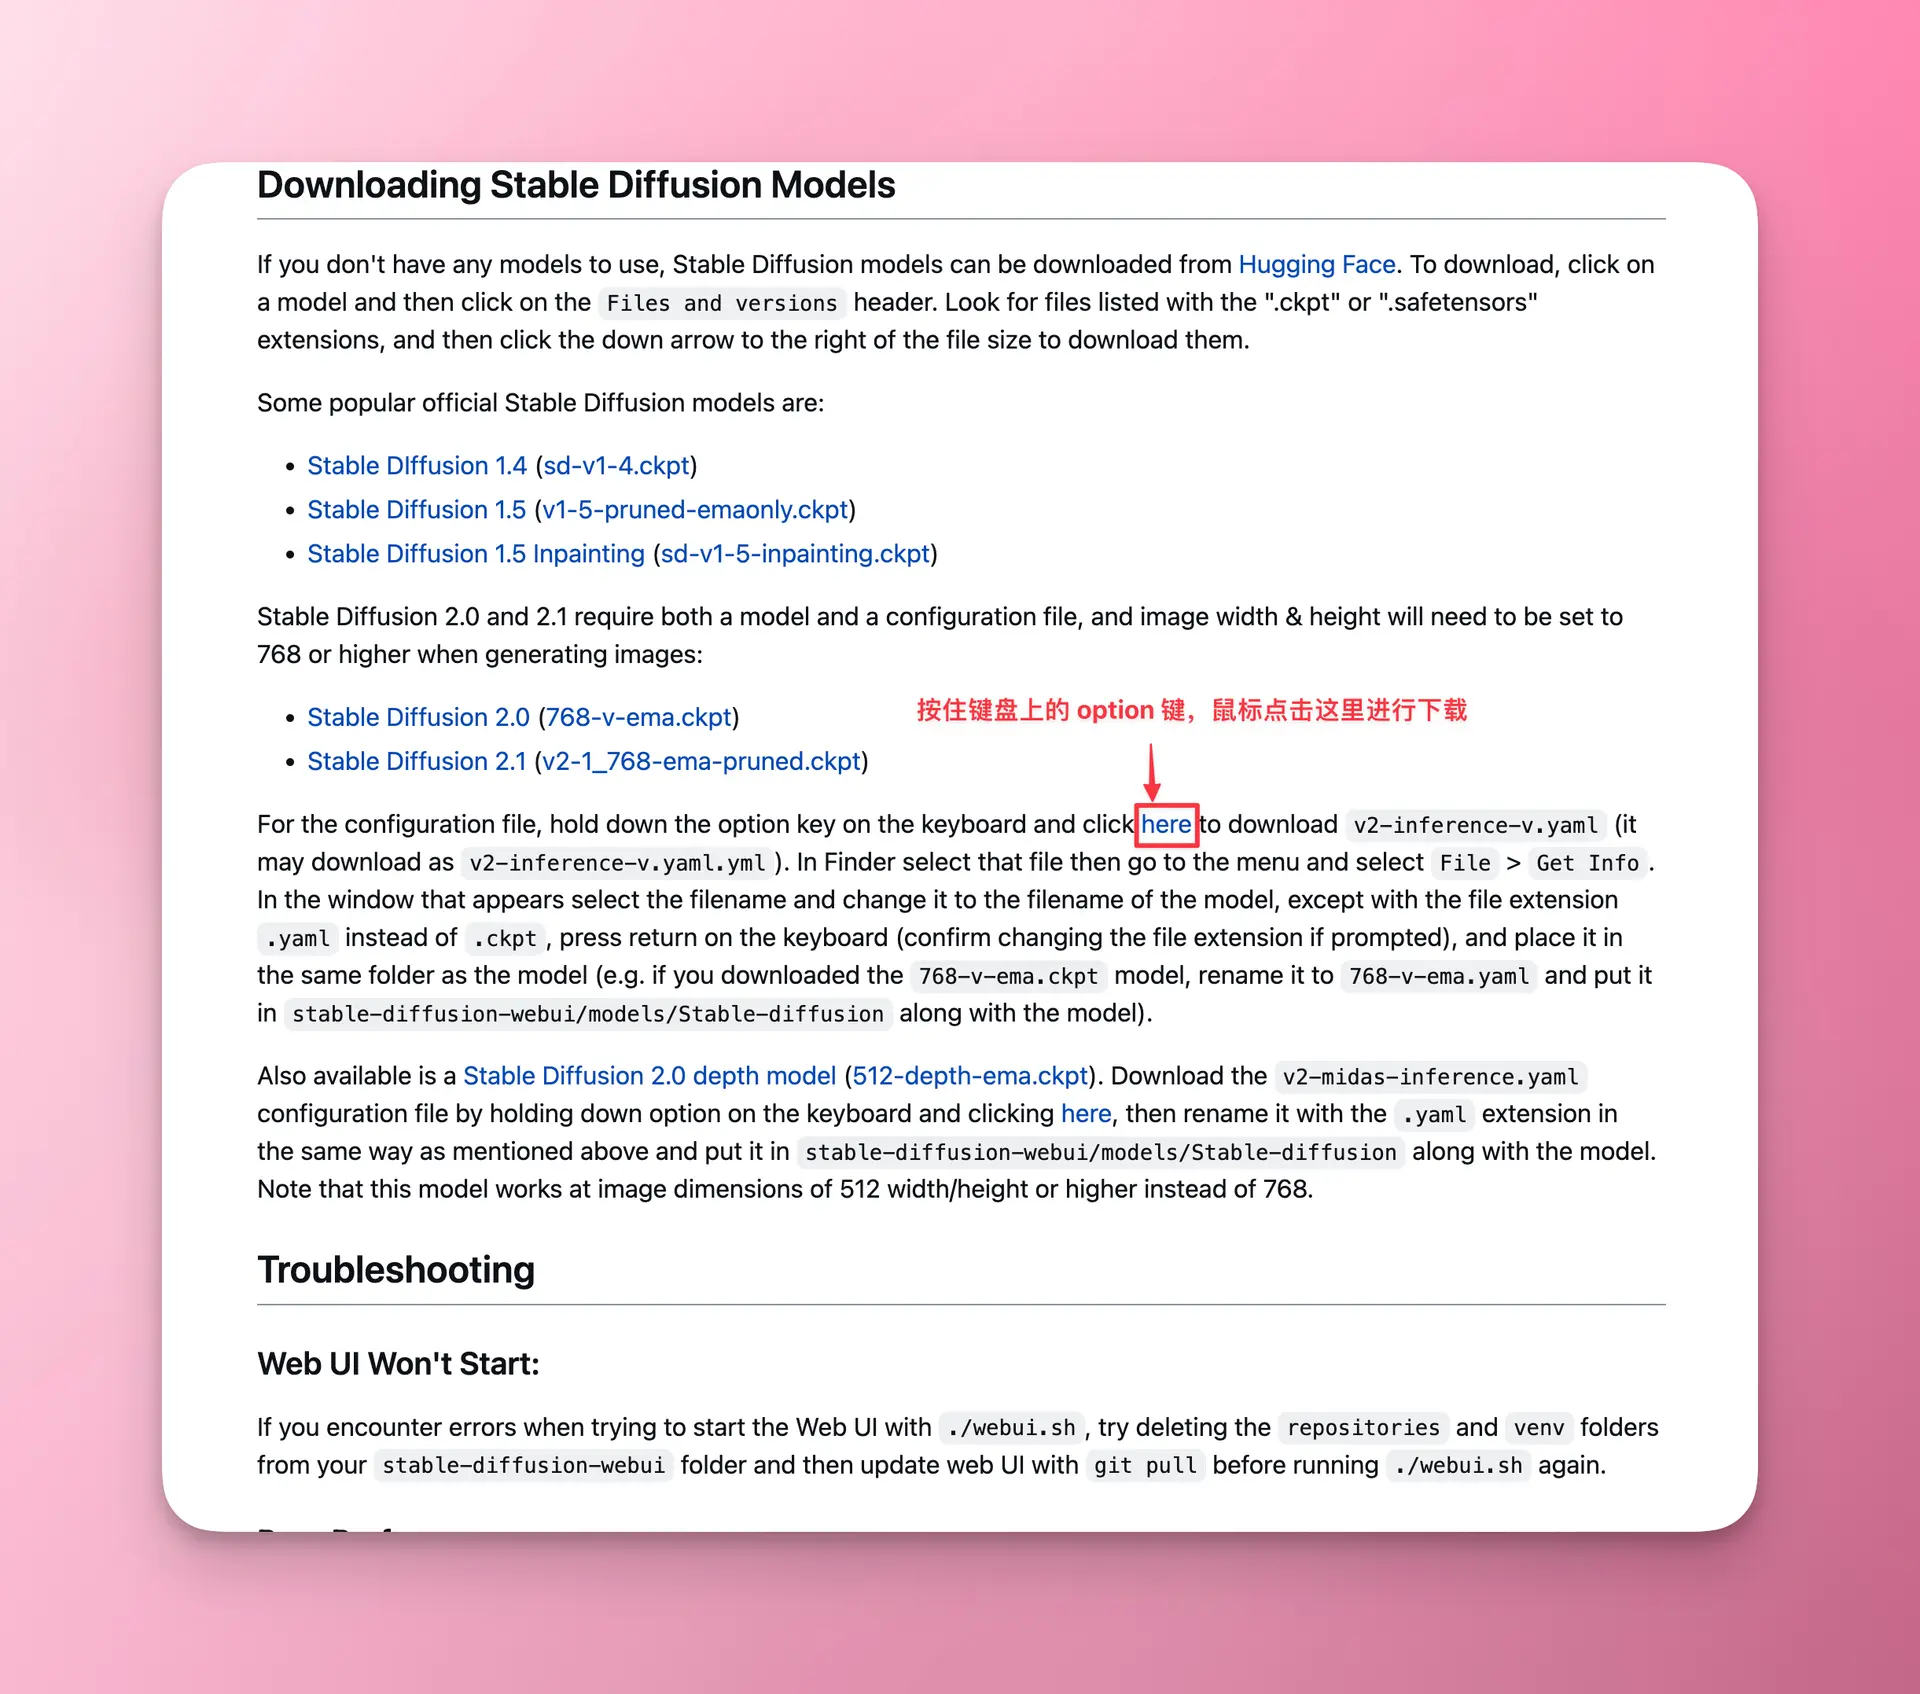 Downloading Stable Diffusion Models
If you don't have any models to use, Stable Diffusion models can be downloaded from Hugging Face. To download, click on
a model and then click on the Files and versions header. Look for files listed with the ".ckpt" or ".safetensors"
extensions, and then click the down arrow to the right of the file size to download them.
Some popular official Stable Diffusion models are:
• Stable DIffusion 1.4 (sd-v1-4.ckpt)
• Stable Diffusion 1.5 (v1-5-pruned-emaonly.ckpt)
• Stable Diffusion 1.5 Inpainting (sd-v1-5-inpainting.ckpt)
Stable Diffusion 2.0 and 2.1 require both a model and a configuration file, and image width & height will need to be set to
768 or higher when generating images:
• Stable Diffusion 2.0 (768-v-ema.ckpt)
按住键盘上的 option 键，鼠标点击这里进行下载
• Stable Diffusion 2.1 (v2-1_768-ema-pruned.ckpt)
For the configuration file, hold down the option key on the keyboard and click here to download v2-inference-v.yaml (it
may download as v2-inference-v.yaml.yml ). In Finder select that file then go to the menu and select File > Get Info .
In the window that appears select the filename and change it to the filename of the model, except with the file extension
.yaml instead of .ckpt , press return on the keyboard (confirm changing the file extension if prompted), and place it in
the same folder as the model (e.g. if you downloaded the 768-v-ema.ckpt model, rename it to 768-v-ema.yaml and put it
in stable-diffusion-webui/models/Stable-diffusion along with the model).
Also available is a Stable Diffusion 2.0 depth model (512-depth-ema.ckpt). Download the v2-midas-inference.yaml
configuration file by holding down option on the keyboard and clicking here, then rename it with the .yaml extension in
the same way as mentioned above and put it in stable-diffusion-webui/models/Stable-diffusion along with the model.
Note that this model works at image dimensions of 512 width/height or higher instead of 768.
Troubleshooting
Web UI Won't Start:
If you encounter errors when trying to start the Web UI with ./webui.sh , try deleting the repositories and venv folders
from your stable-diffusion-webui folder and then update web UI with git pull before running ./webui.sh again.